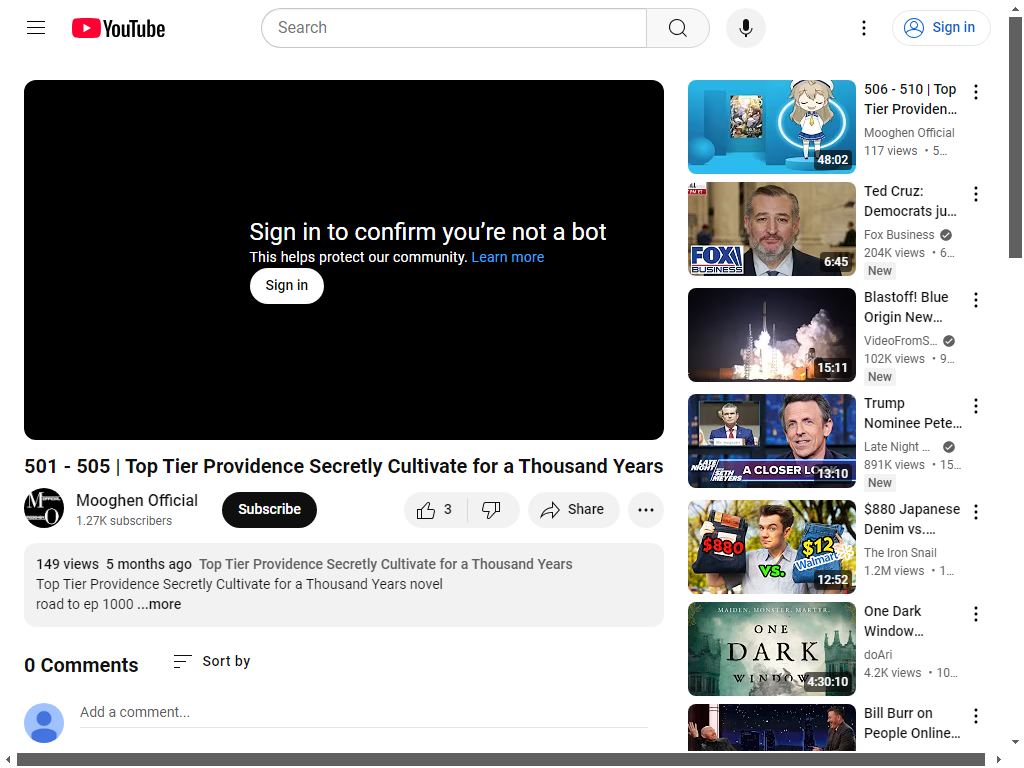 YouTube
Search
Sign in
Sign in to confirm you’re not a bot
This helps protect our community. Learn more
Sign in
501 - 505 | Top Tier Providence Secretly Cultivate for a Thousand Years
Mooghen Official
1.27K subscribers
Subscribe
3
Share
149 views 5 months ago Top Tier Providence Secretly Cultivate for a Thousand Years
Top Tier Providence Secretly Cultivate for a Thousand Years novel
road to ep 1000 ...more
0 Comments
Sort by
Add a comment...
48:02
506 - 510 | Top
Tier Providen...
Mooghen Official
117 views • 5...
FOX
BUSINESS
6:45
Ted Cruz:
Democrats ju...
Fox Business
204K views • 6...
New
15:11
Blastoff! Blue
Origin New...
VideoFromS...
102K views • 9...
New
LATE
NIGHT
SETH
MEYERS
A CLOSER LOOK
13:10
Trump
Nominee Pete...
Late Night ...
891K views • 15...
New
$880
VS.
$12
Walmart
12:52
$880 Japanese
Denim vs....
The Iron Snail
1.2M views • 1...
MAIDEN. MONSTER. MARTYR.
ONE
DARK
WINDOW
4:30:10
One Dark
Window...
doAri
4.2K views • 10...
Bill Burr on
People Online...